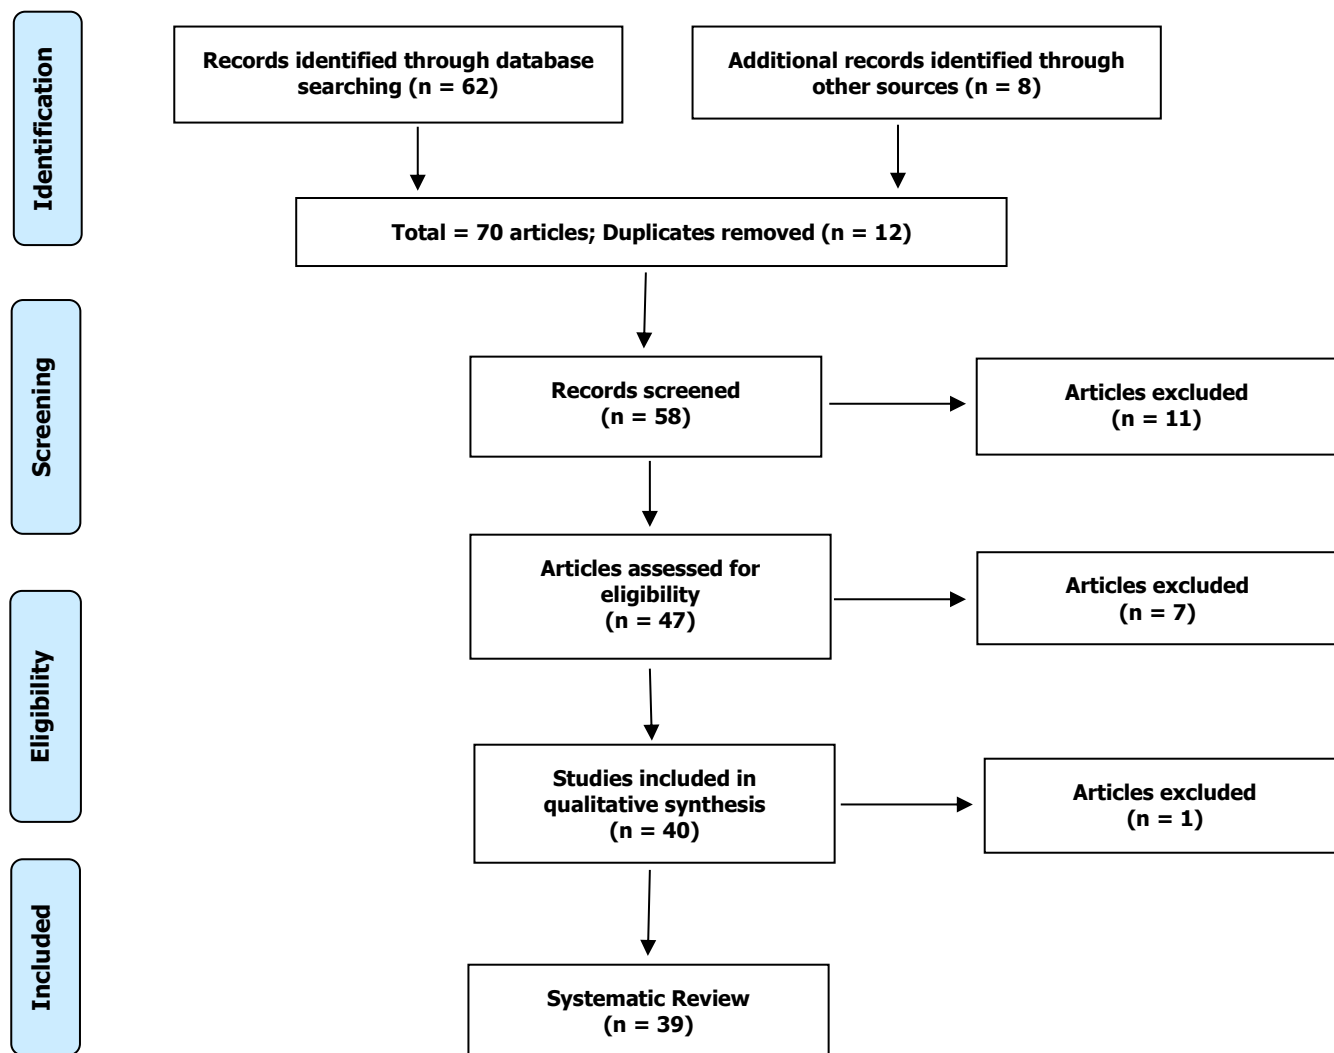 Identification
Records identified through database
searching (n = 62)
Additional records identified through
other sources (n = 8)
Total = 70 articles; Duplicates removed (n = 12)
Screening
Records screened
(n = 58)
Articles excluded
(n = 11)
Articles assessed for
eligibility
(n = 47)
Articles excluded
(n = 7)
Eligibility
Studies included in
qualitative synthesis
(n = 40)
Articles excluded
(n = 1)
Included
Systematic Review
(n = 39)